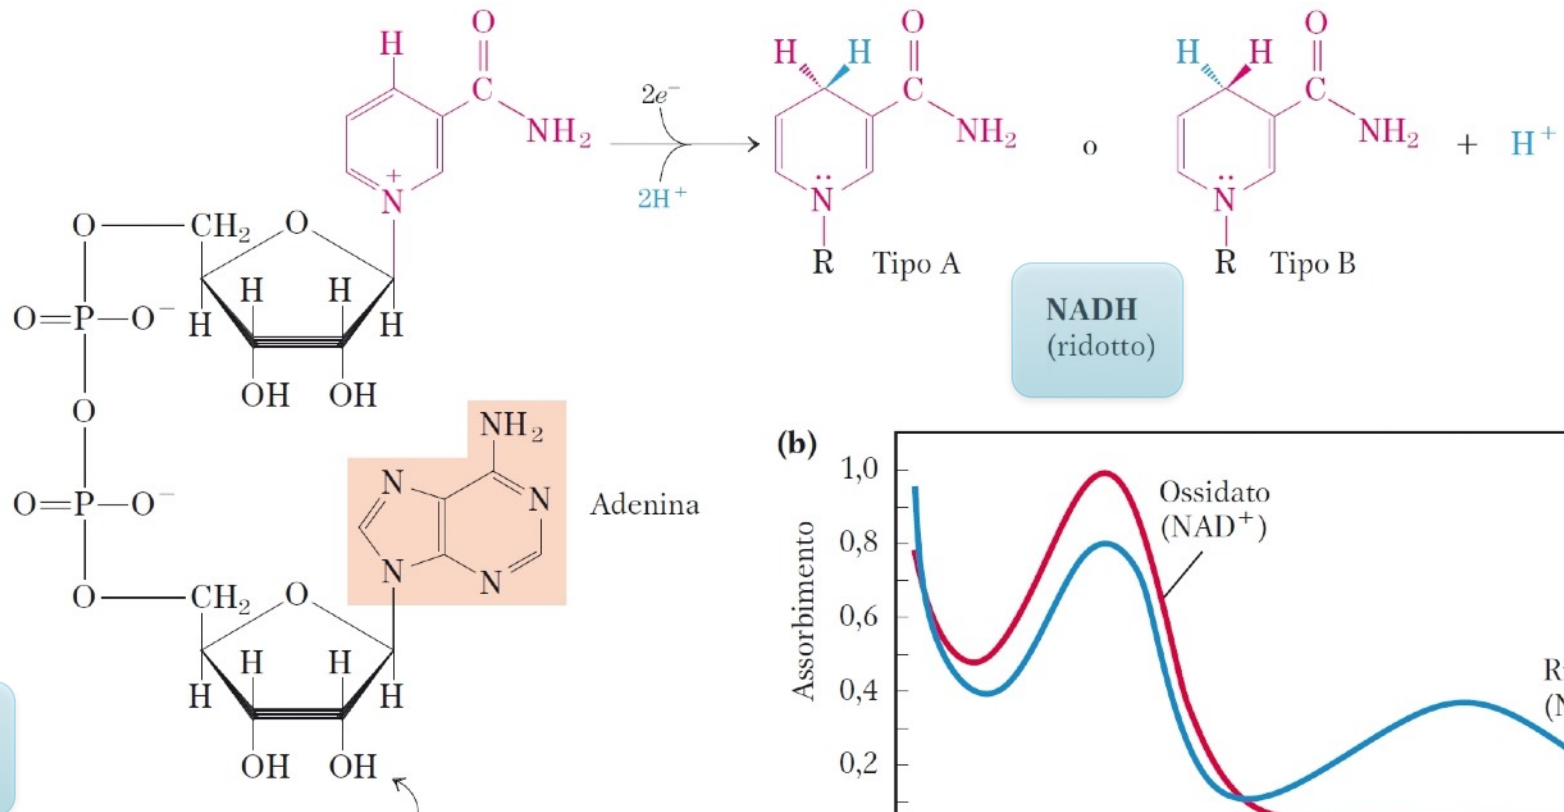 H
O
C
NH₂
N
+
2e⁻
2H⁺
H H
O
C
NH₂
N̈
R Tipo A
o
H H
O
C
NH₂
N̈
R Tipo B
+ H⁺
NADH
(ridotto)
O CH₂ O
H H
O=P—O⁻ H H
OH OH
O
NH₂
N
N
Adenina
O=P—O⁻
N
N
O CH₂ O
H H
H H
OH OH
(b)
Assorbimento
1,0
0,8
0,6
0,4
0,2
Ossidato
(NAD⁺)